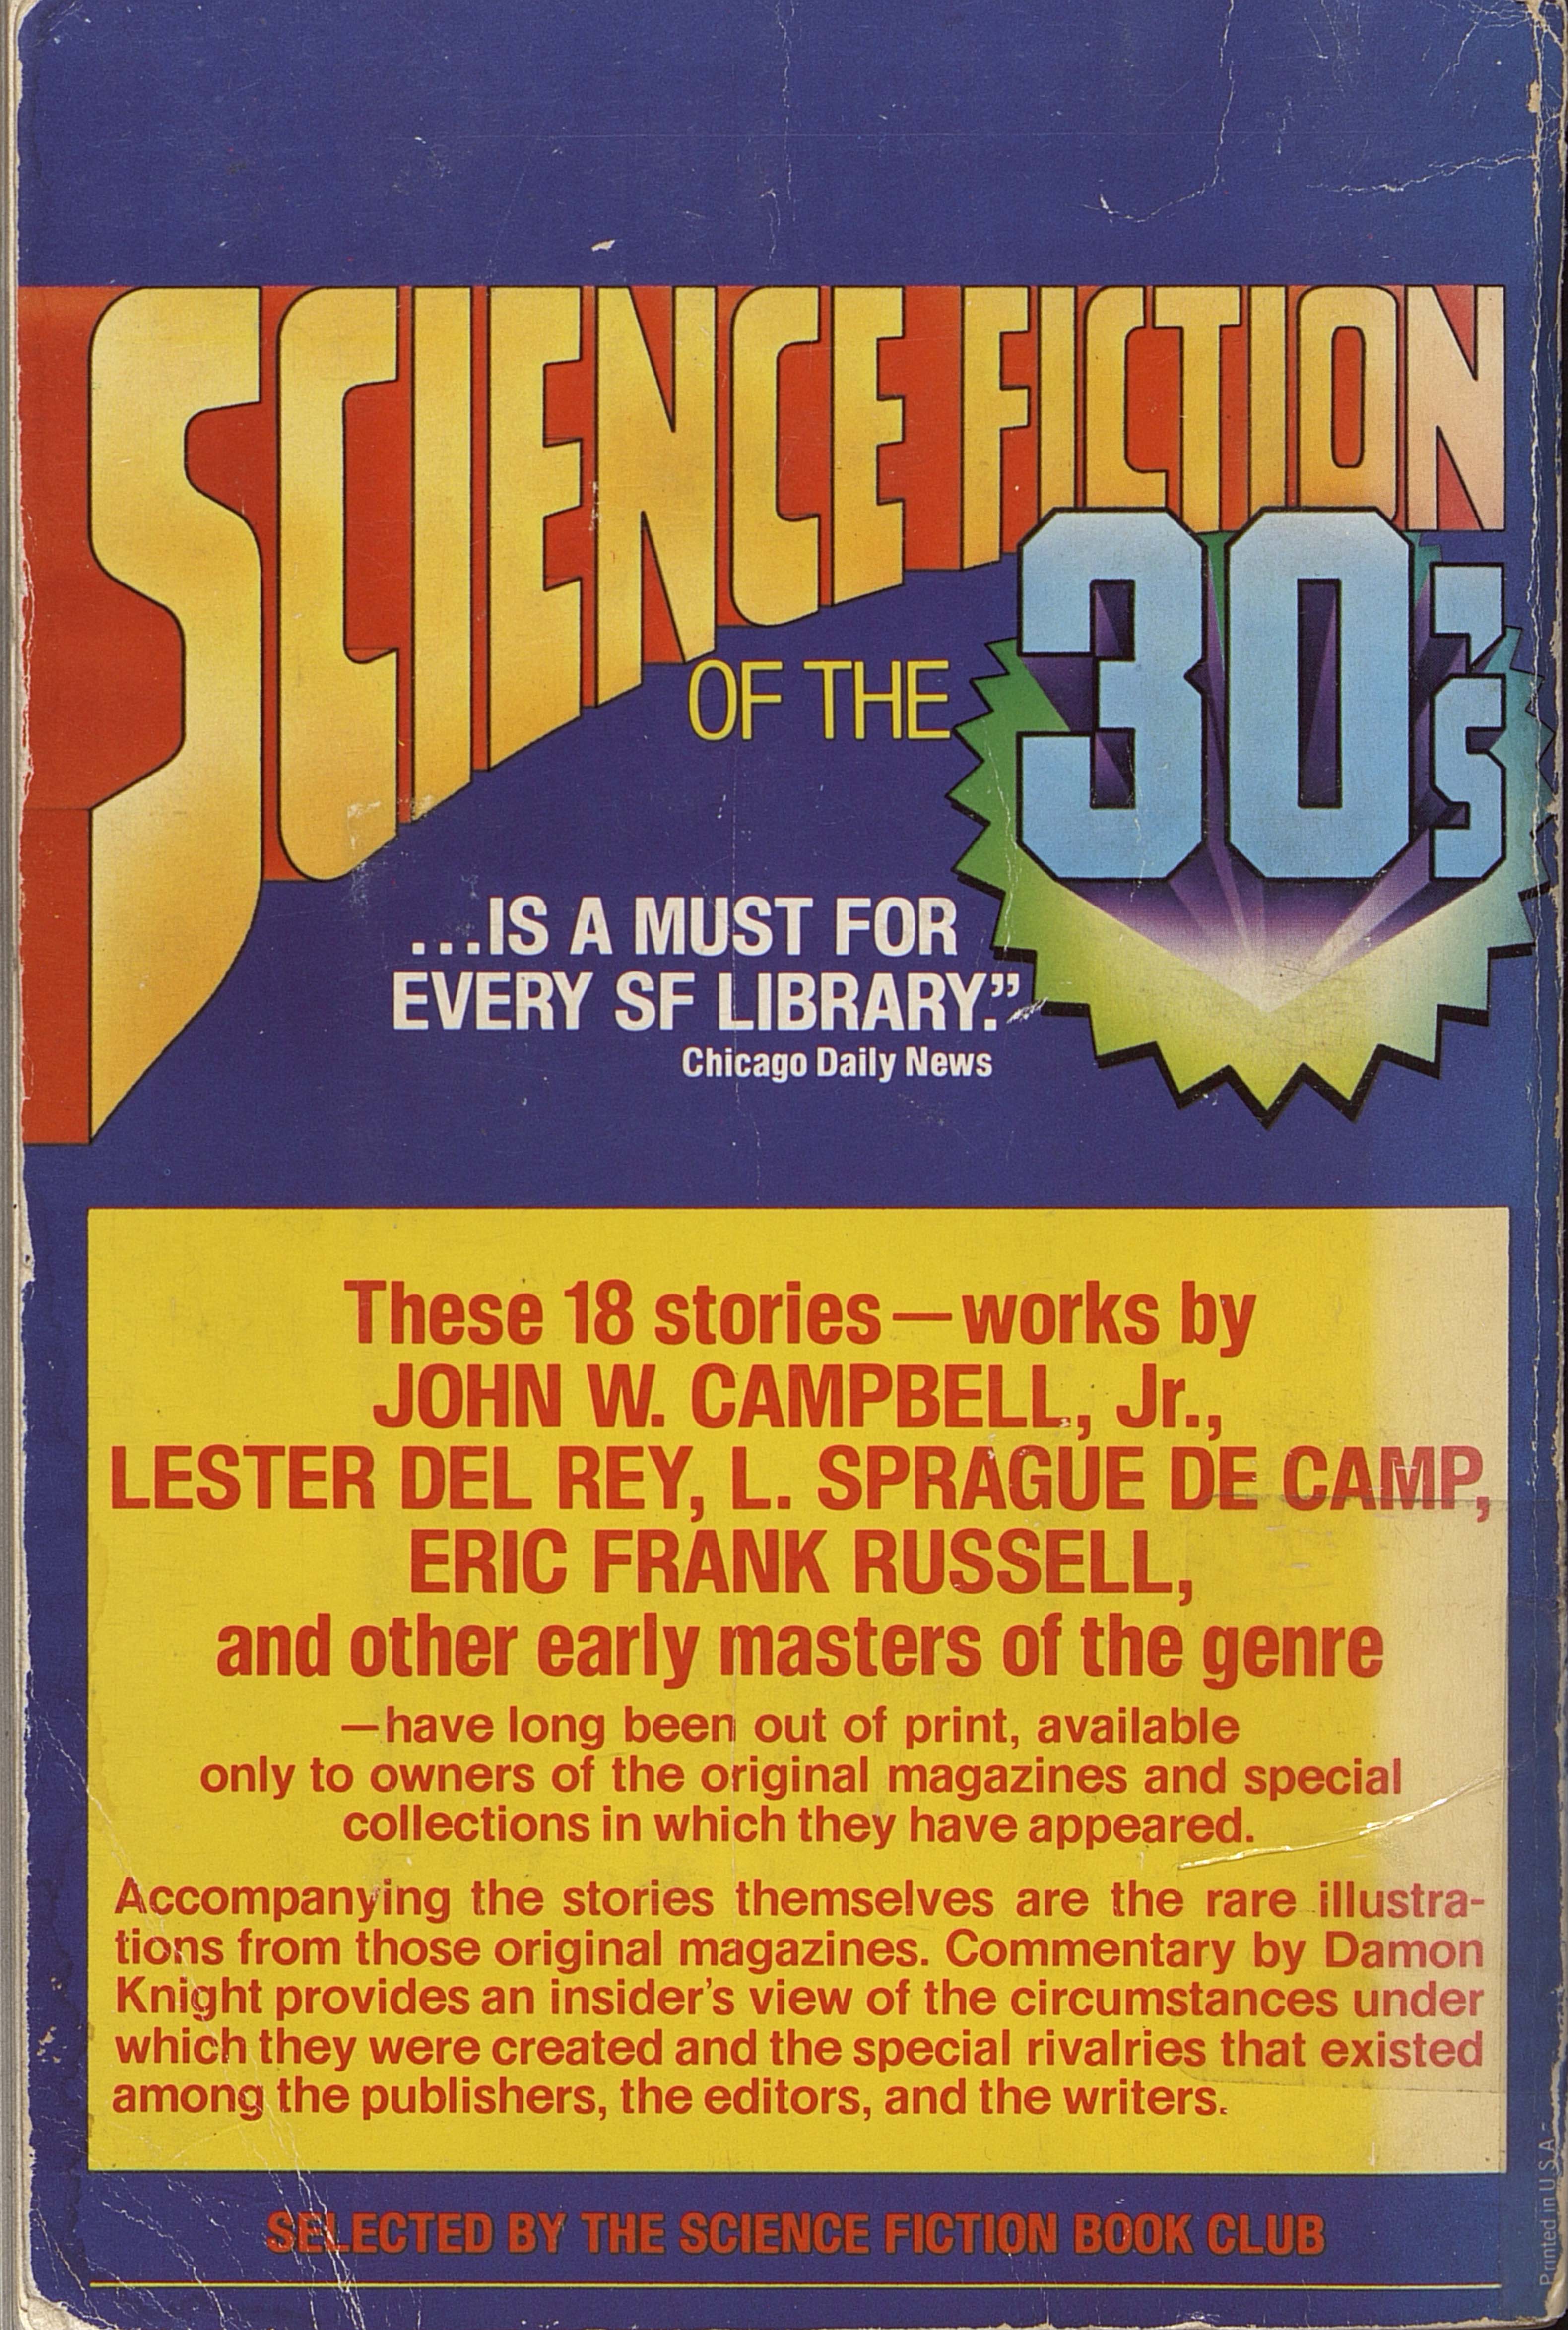 SCIENCE FICTION
OF THE 30's
...IS A MUST FOR
EVERY SF LIBRARY.”
Chicago Daily News
These 18 stories—works by
JOHN W. CAMPBELL, Jr.,
LESTER DEL REY, L. SPRAGUE DE CAMP,
ERIC FRANK RUSSELL,
and other early masters of the genre
—have long been out of print, available
only to owners of the original magazines and special
collections in which they have appeared.
Accompanying the stories themselves are the rare illustra-
tions from those original magazines. Commentary by Damon
Knight provides an insider’s view of the circumstances under
which they were created and the special rivalries that existed
among the publishers, the editors, and the writers.
SELECTED BY THE SCIENCE FICTION BOOK CLUB
Printed in U.S.A.